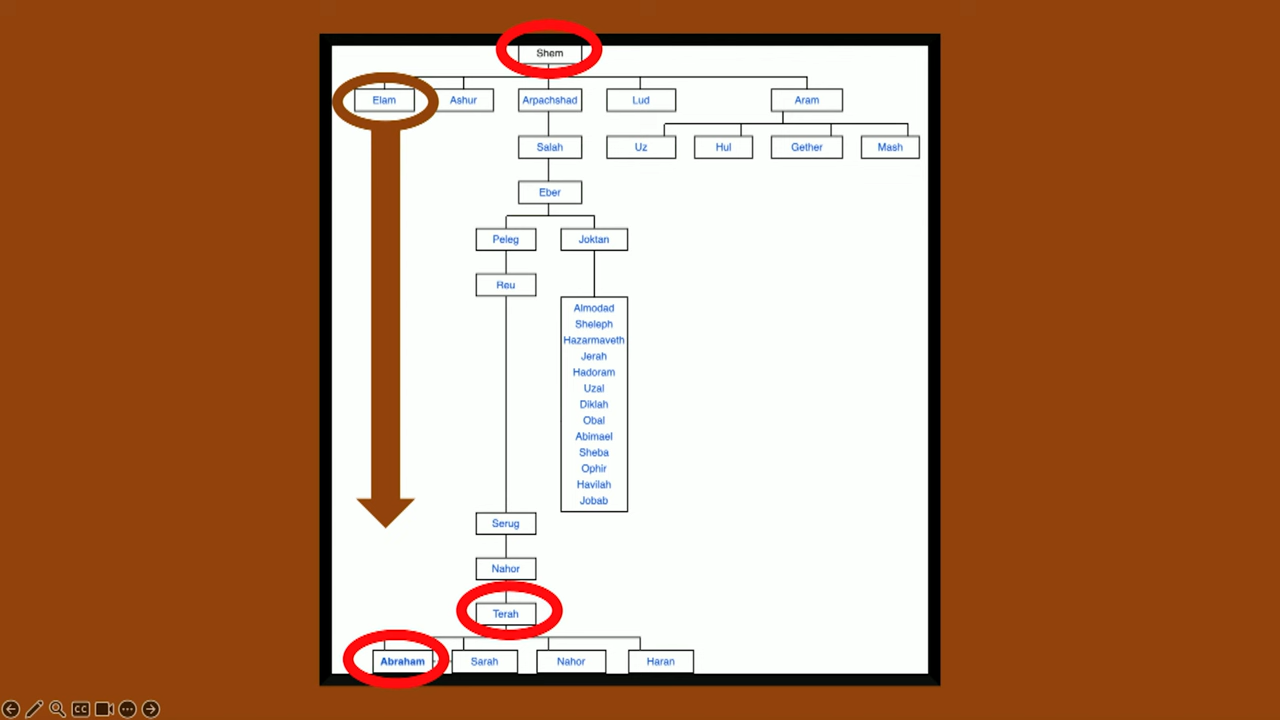 Shem
Elam
Ashur
Arpachshad
Lud
Aram
Salah
Uz
Hul
Gether
Mash
Eber
Peleg
Joktan
Reu
Almodad
Sheleph
Hazarmaveth
Jerah
Hadoram
Uzal
Diklah
Obal
Abimael
Sheba
Ophir
Havilah
Jobab
Serug
Nahor
Terah
Abraham
Sarah
Nahor
Haran
CC